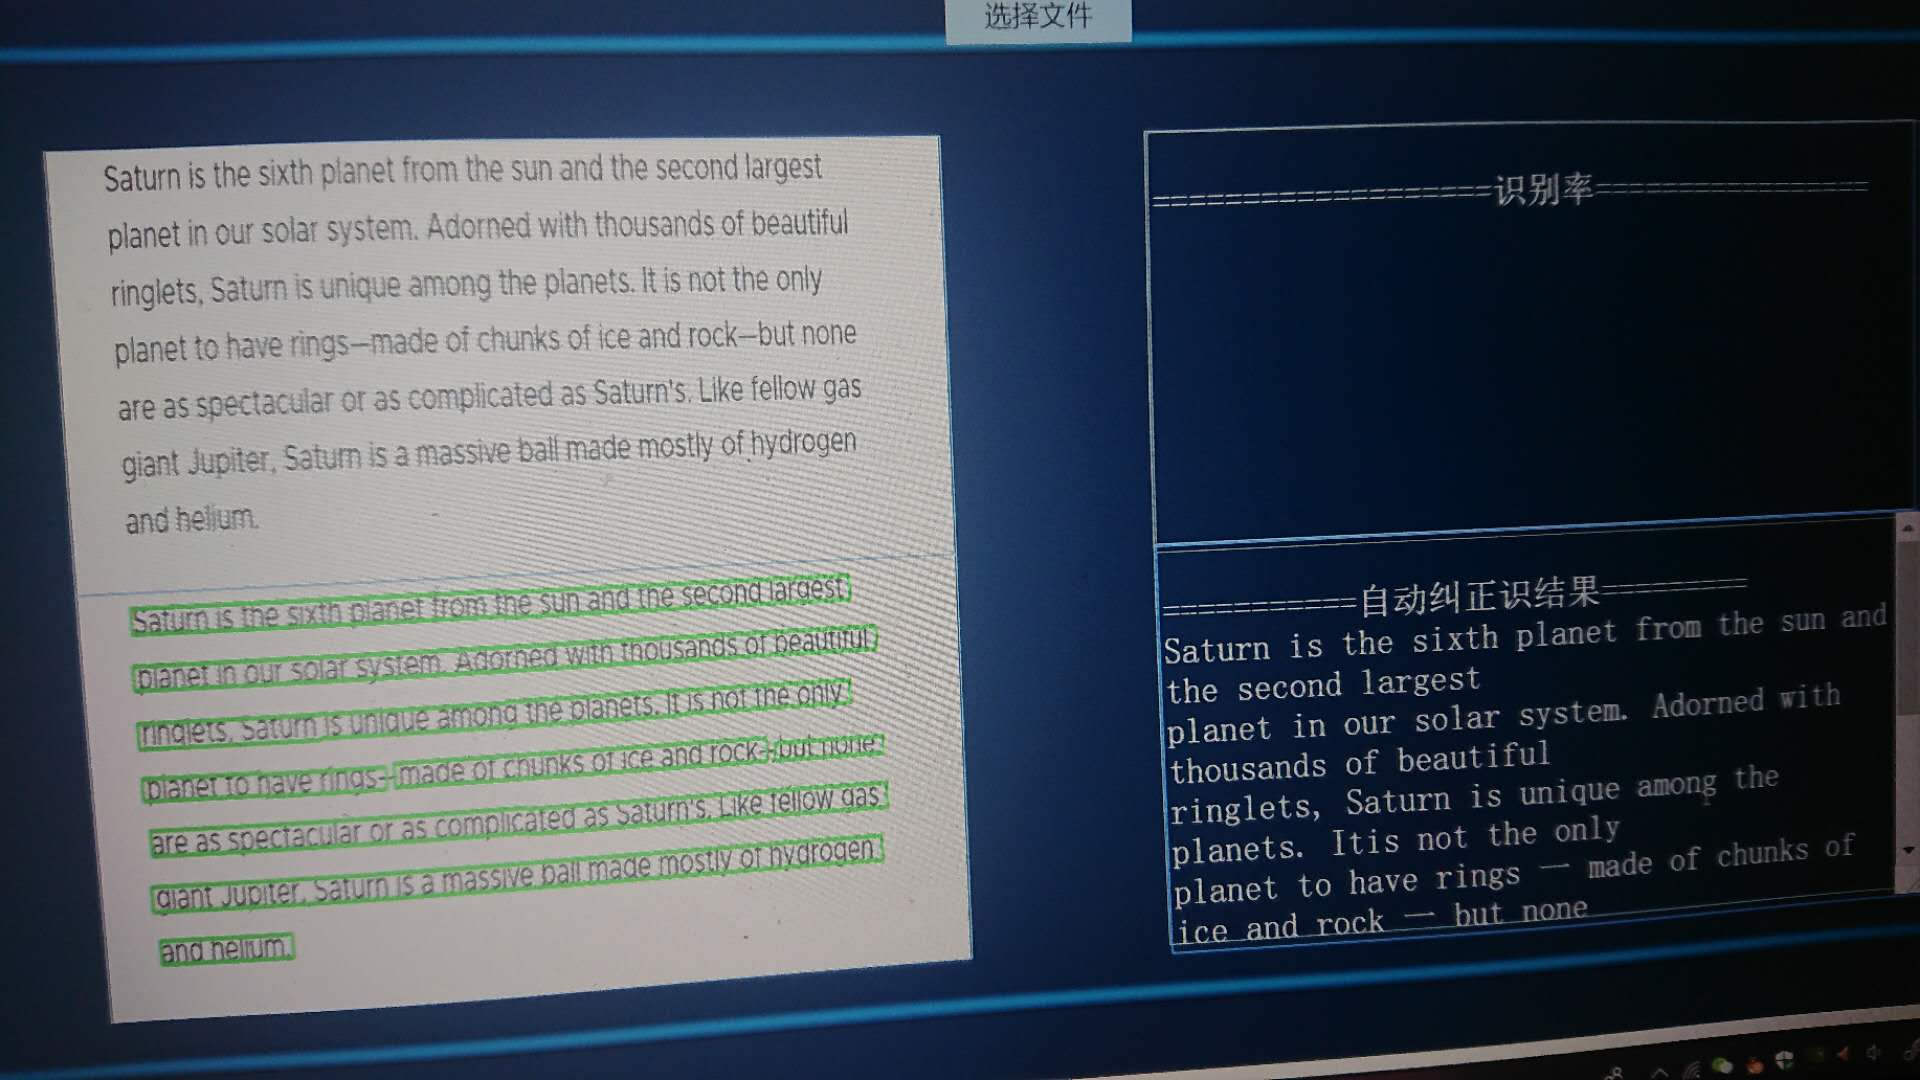 选择文件
Saturn is the sixth planet from the sun and the second largest
planet in our solar system. Adorned with thousands of beautiful
ringlets, Saturn is unique among the planets. It is not the only
planet to have rings—made of chunks of ice and rock—but none
are as spectacular or as complicated as Saturn's. Like fellow gas
giant Jupiter, Saturn is a massive ball made mostly of hydrogen
and helium.
Saturn is the sixth planet from the sun and the second largest
planet in our solar system. Adorned with thousands of beautiful
ringlets, Saturn is unique among the planets. It is not the only
planet to have rings—made of chunks of ice and rock—but none
are as spectacular or as complicated as Saturn's. Like fellow gas
giant Jupiter, Saturn is a massive ball made mostly of hydrogen
and helium.
===================识别率=================
===========自动纠正识结果=========
Saturn is the sixth planet from the sun and
the second largest
planet in our solar system. Adorned with
thousands of beautiful
ringlets, Saturn is unique among the
planets. Itis not the only
planet to have rings — made of chunks of
ice and rock — but none